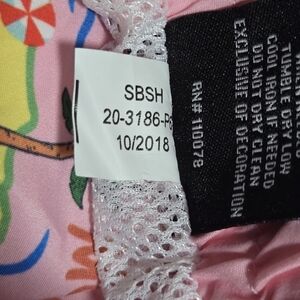 SBSH
20-3186-P6
10/2018
TUMBLE DRY LOW
COOL IRON IF NEEDED
DO NOT DRY CLEAN
EXCLUSIVE OF DECORATION
RN# 110078